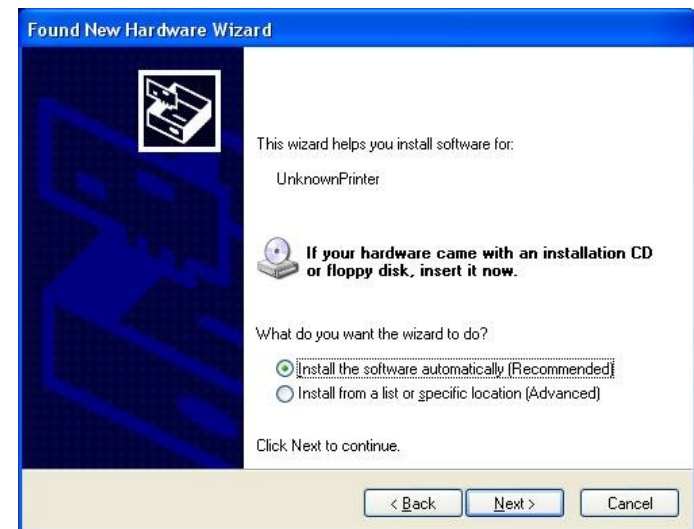 Found New Hardware Wizard
This wizard helps you install software for:
UnknownPrinter
If your hardware came with an installation CD
or floppy disk, insert it now.
What do you want the wizard to do?
Install the software automatically (Recommended)
Install from a list or specific location (Advanced)
Click Next to continue.
< Back Next > Cancel